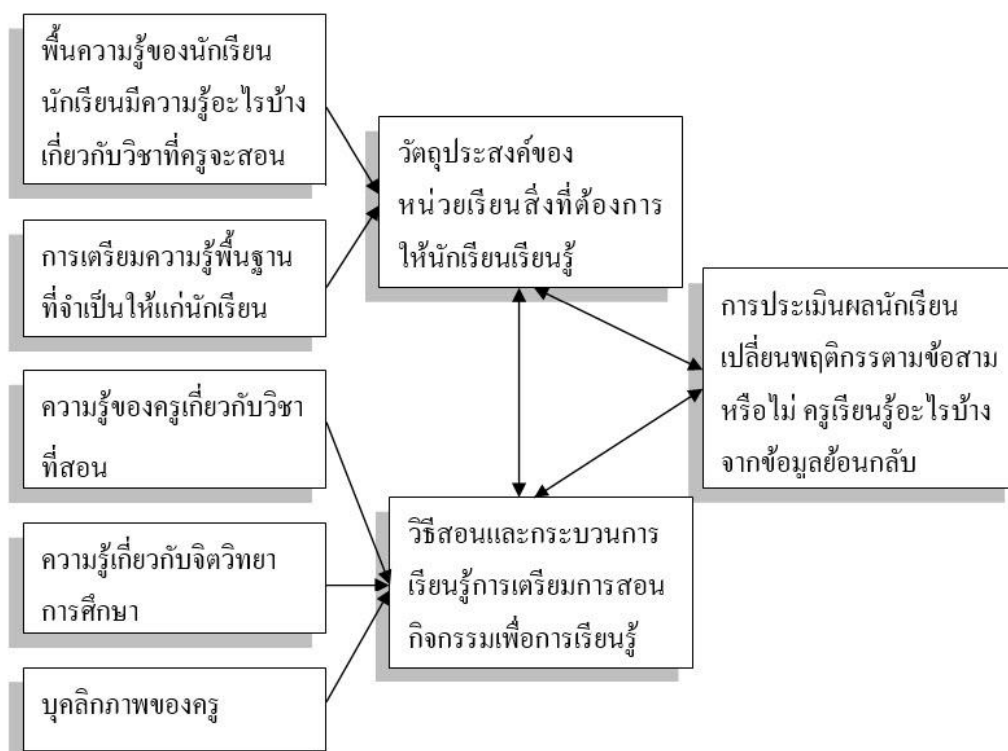 พื้นความรู้ของนักเรียน
นักเรียนมีความรู้อะไรบ้าง
เกี่ยวกับวิชาที่ครูจะสอน
การเตรียมความรู้พื้นฐาน
ที่จำเป็นให้แก่นักเรียน
ความรู้ของครูเกี่ยวกับวิชา
ที่สอน
ความรู้เกี่ยวกับจิตวิทยา
การศึกษา
บุคลิกภาพของครู
วัตถุประสงค์ของ
หน่วยเรียนสิ่งที่ต้องการ
ให้นักเรียนเรียนรู้
วิธีสอนและกระบวนการ
เรียนรู้การเตรียมการสอน
กิจกรรมเพื่อการเรียนรู้
การประเมินผลนักเรียน
เปลี่ยนพฤติกรรตามข้อสาม
หรือไม่ ครูเรียนรู้อะไรบ้าง
จากข้อมูลย้อนกลับ